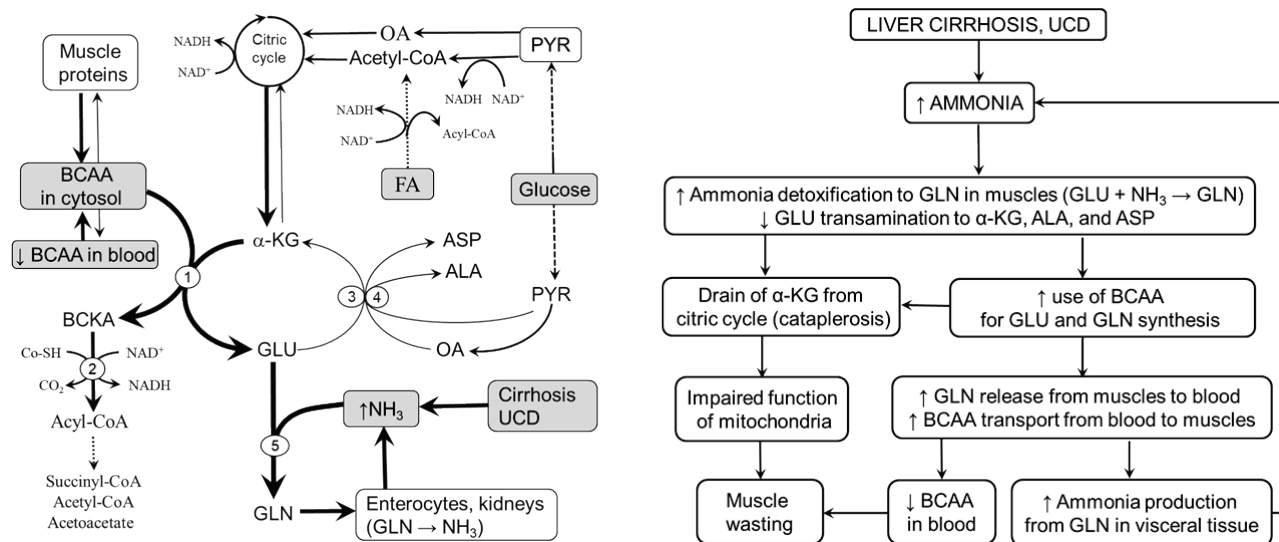 Muscle
proteins
BCAA
in cytosol
↓ BCAA in blood
NADH
NAD⁺
Citric
cycle
OA
Acetyl-CoA
PYR
NADH
NAD⁺
NADH
NAD⁺
Acyl-CoA
FA
Glucose
α-KG
ASP
ALA
1
3
4
PYR
BCKA
GLU
OA
Co-SH
NAD⁺
2
CO₂
NADH
Acyl-CoA
Succinyl-CoA
Acetyl-CoA
Acetoacetate
↑NH₃
Cirrhosis
UCD
5
GLN
Enterocytes, kidneys
(GLN → NH₃)
LIVER CIRRHOSIS, UCD
↑ AMMONIA
↑ Ammonia detoxification to GLN in muscles (GLU + NH₃ → GLN)
↓ GLU transamination to α-KG, ALA, and ASP
Drain of α-KG from
citric cycle (cataplerosis)
↑ use of BCAA
for GLU and GLN synthesis
Impaired function
of mitochondria
↑ GLN release from muscles to blood
↑ BCAA transport from blood to muscles
Muscle
wasting
↓ BCAA
in blood
↑ Ammonia production
from GLN in visceral tissue